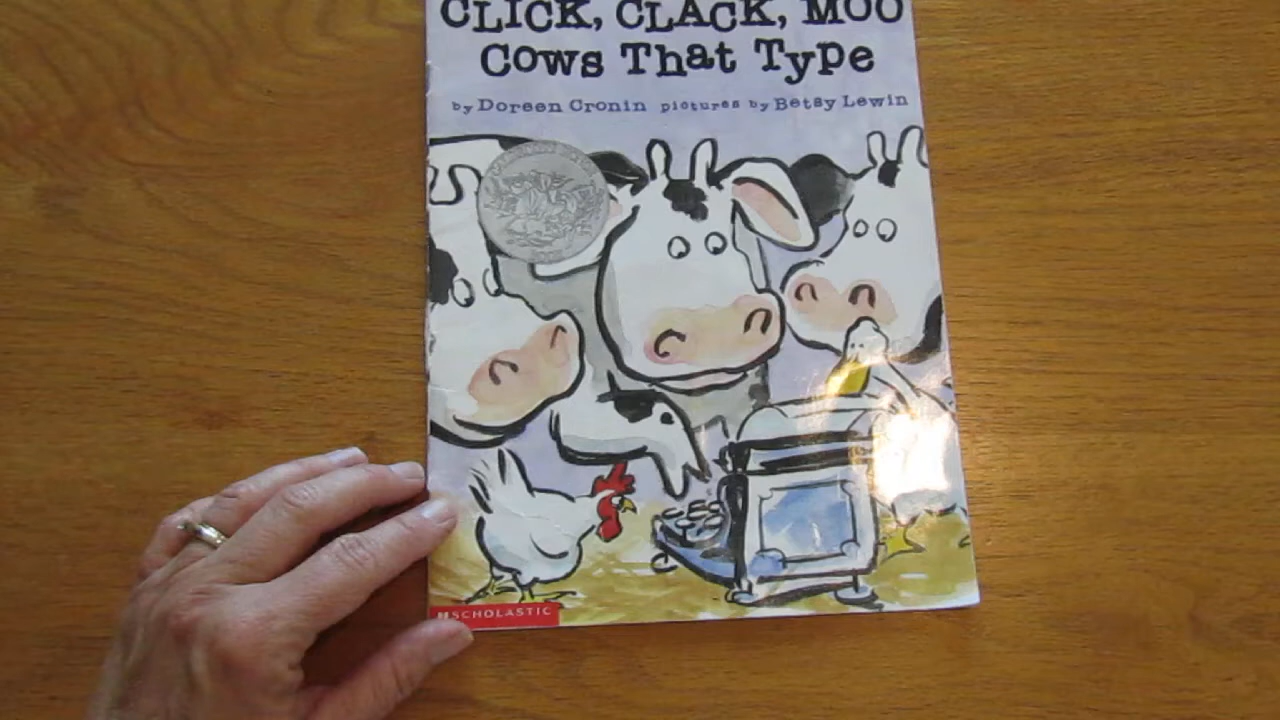 CLICK, CLACK, MOO
Cows That Type
by Doreen Cronin pictures by Betsy Lewin
SCHOLASTIC